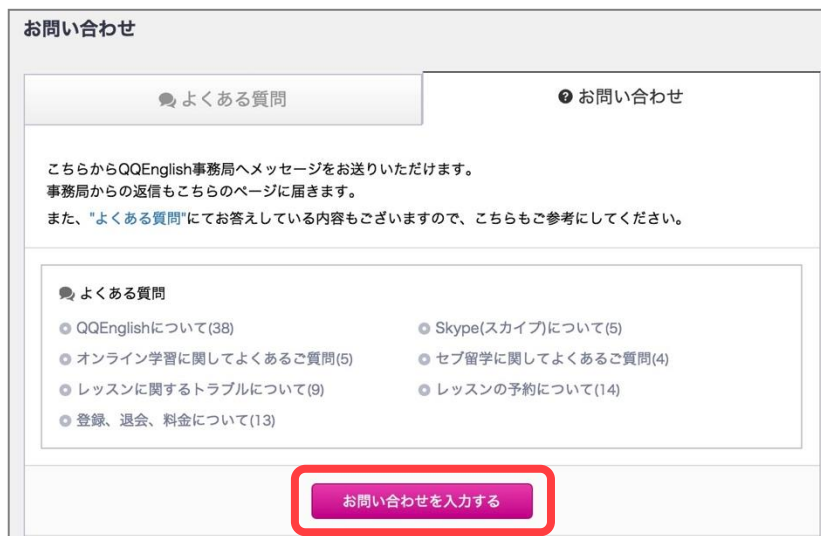 お問い合わせ
よくある質問
お問い合わせ
こちらからQQEnglish事務局へメッセージをお送りいただけます。
事務局からの返信もこちらのページに届きます。
また、"よくある質問"にてお答えしている内容もございますので、こちらもご参考にしてください。
よくある質問
QQEnglishについて(38)
Skype(スカイプ)について(5)
オンライン学習に関してよくあるご質問(5)
セブ留学に関してよくあるご質問(4)
レッスンに関するトラブルについて(9)
レッスンの予約について(14)
登録、退会、料金について(13)
お問い合わせを入力する